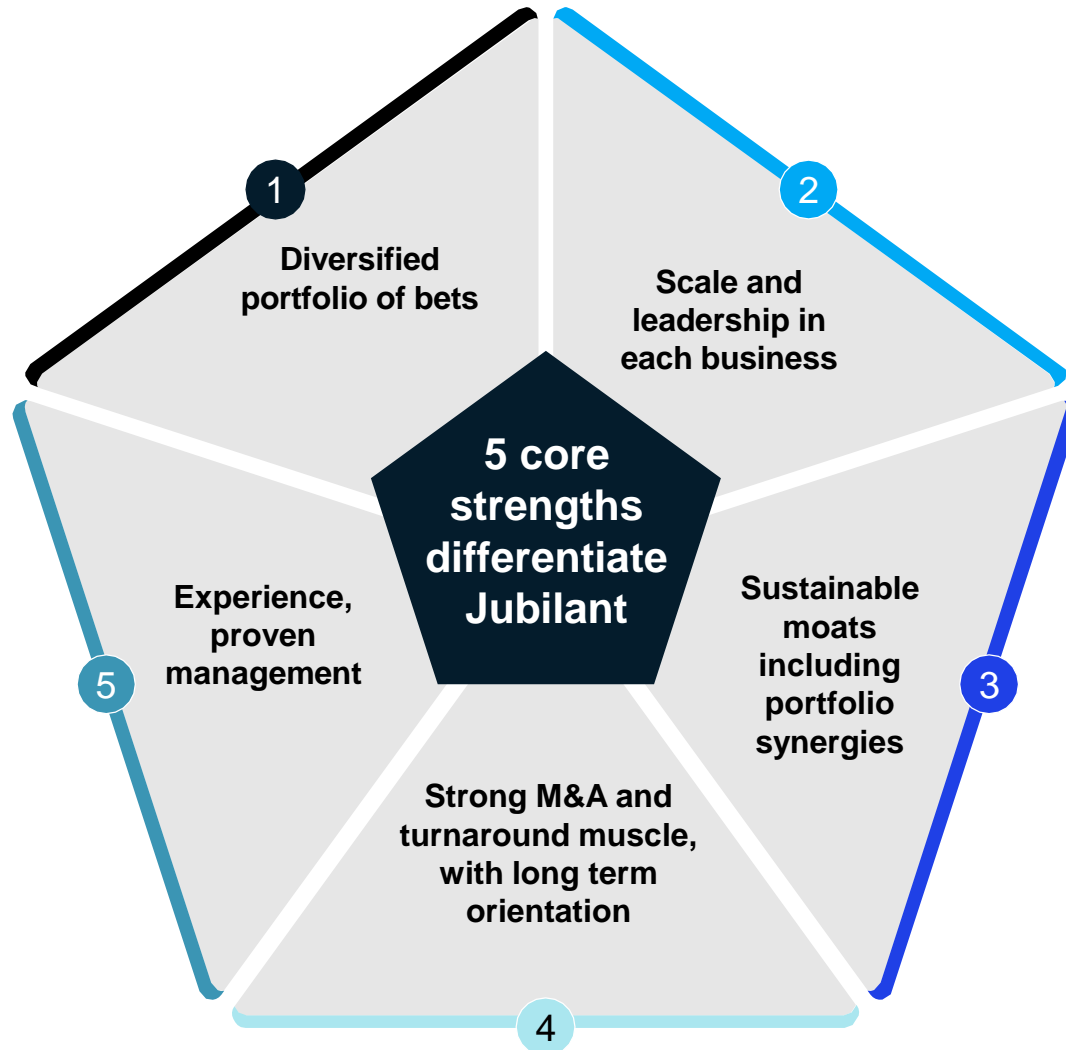 1
Diversified
portfolio of bets
2
Scale and
leadership in
each business
5 core
strengths
differentiate
Jubilant
3
Sustainable
moats
including
portfolio
synergies
4
Strong M&A and
turnaround muscle,
with long term
orientation
5
Experience,
proven
management